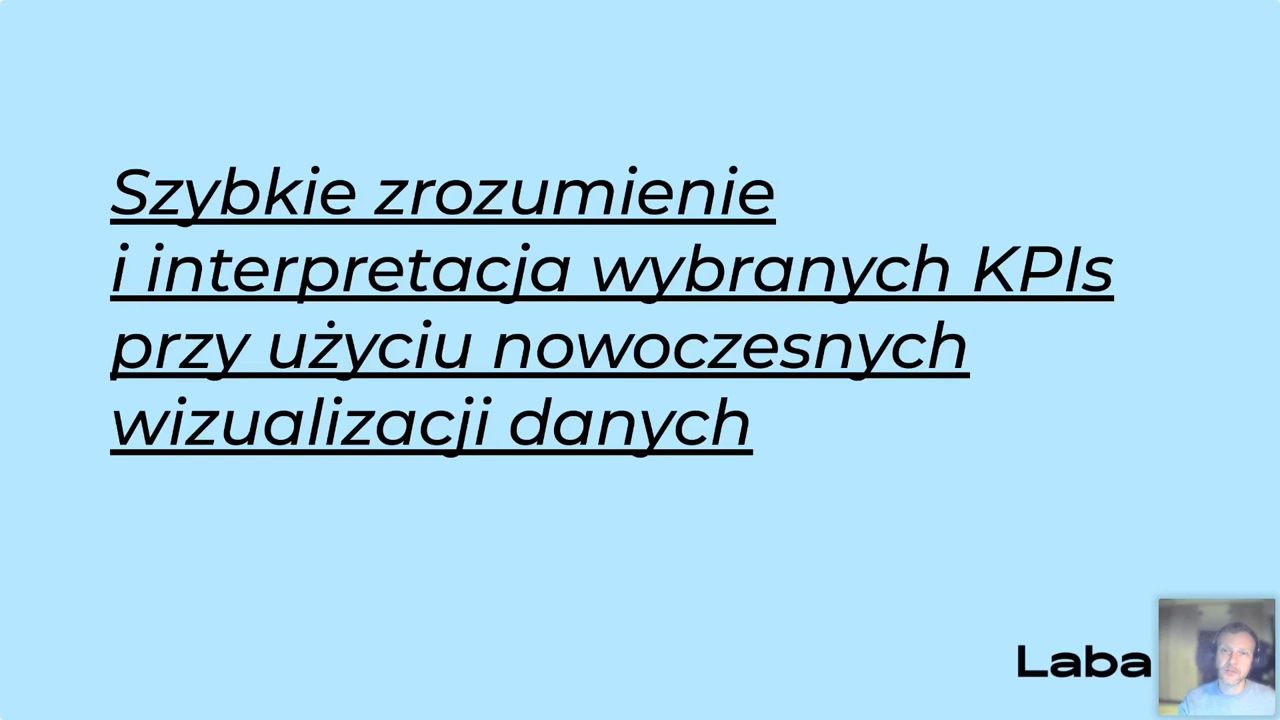 Szybkie zrozumienie
i interpretacja wybranych KPIs
przy użyciu nowoczesnych
wizualizacji danych
Laba